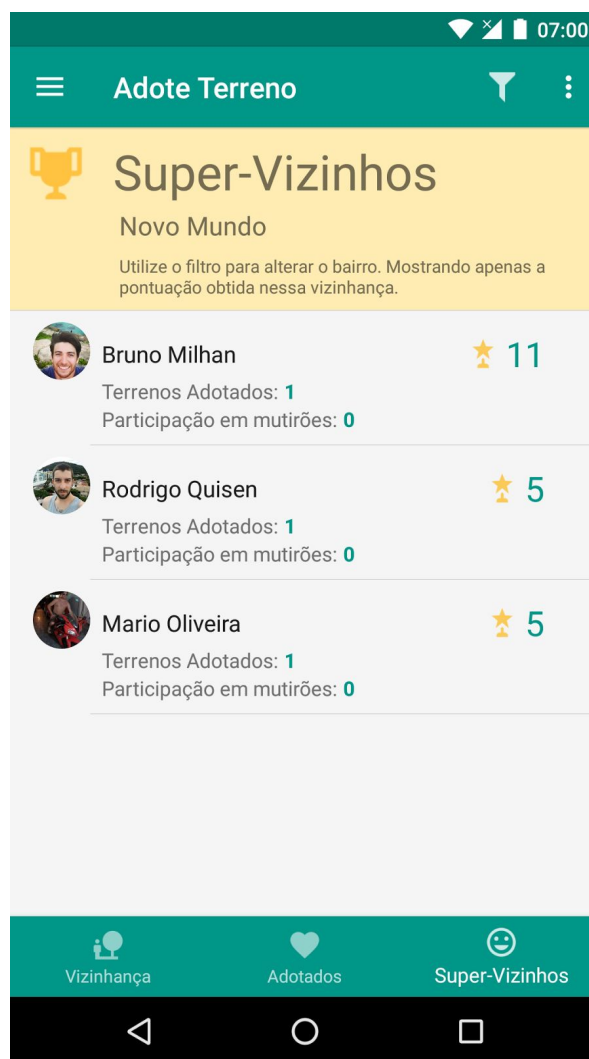 07:00
Adote Terreno
Super-Vizinhos
Novo Mundo
Utilize o filtro para alterar o bairro. Mostrando apenas a
pontuação obtida nessa vizinhança.
Bruno Milhan 11
Terrenos Adotados: 1
Participação em mutirões: 0
Rodrigo Quisen 5
Terrenos Adotados: 1
Participação em mutirões: 0
Mario Oliveira 5
Terrenos Adotados: 1
Participação em mutirões: 0
Vizinhança Adotados Super-Vizinhos